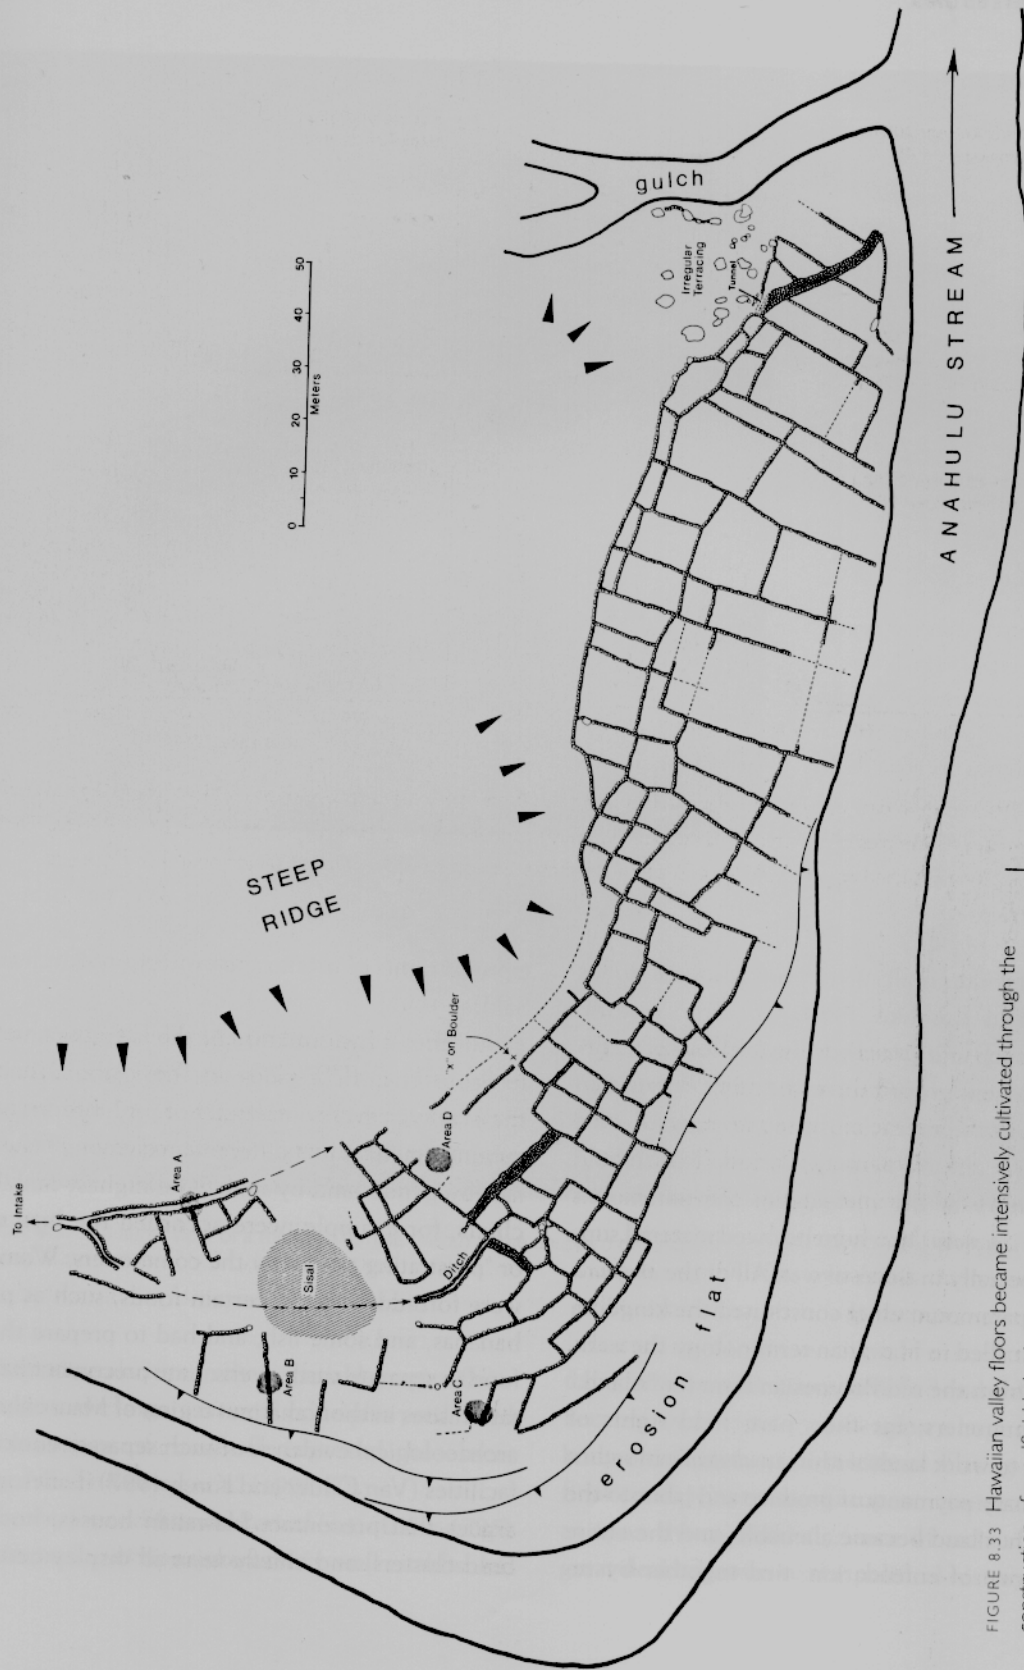 gulch
Irregular
Terracing
Tunnel
0 10 20 30 40 50
Meters
ANAHULU STREAM
STEEP
RIDGE
"x" on Boulder
Area D
To Intake
Area A
Sisal
Ditch
Area B
Area C
erosion flat
FIGURE 8.33 Hawaiian valley floors became intensively cultivated through the